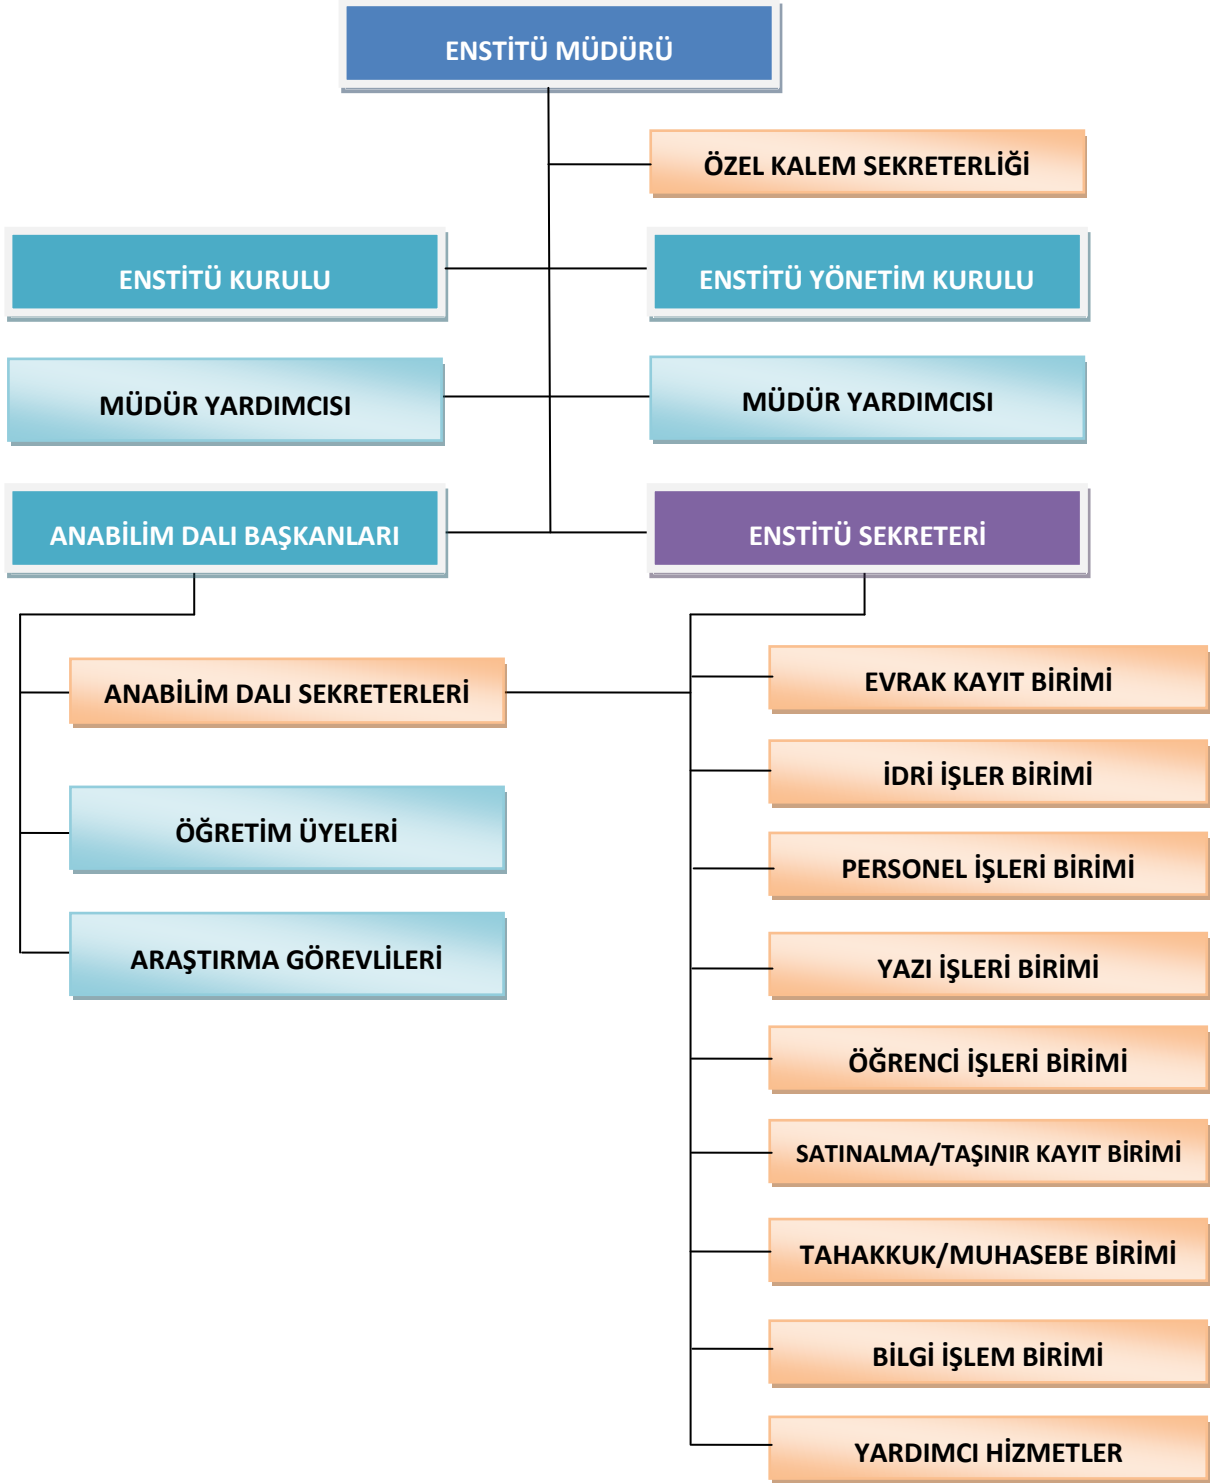 ENSTİTÜ MÜDÜRÜ
ÖZEL KALEM SEKRETERLİĞİ
ENSTİTÜ KURULU
ENSTİTÜ YÖNETİM KURULU
MÜDÜR YARDIMCISI
MÜDÜR YARDIMCISI
ANABİLİM DALI BAŞKANLARI
ENSTİTÜ SEKRETERİ
ANABİLİM DALI SEKRETERLERİ
ÖĞRETİM ÜYELERİ
ARAŞTIRMA GÖREVLİLERİ
EVRAK KAYIT BİRİMİ
İDRİ İŞLER BİRİMİ
PERSONEL İŞLERİ BİRİMİ
YAZI İŞLERİ BİRİMİ
ÖĞRENCİ İŞLERİ BİRİMİ
SATINALMA/TAŞINIR KAYIT BİRİMİ
TAHAKKUK/MUHASEBE BİRİMİ
BİLGİ İŞLEM BİRİMİ
YARDIMCI HİZMETLER